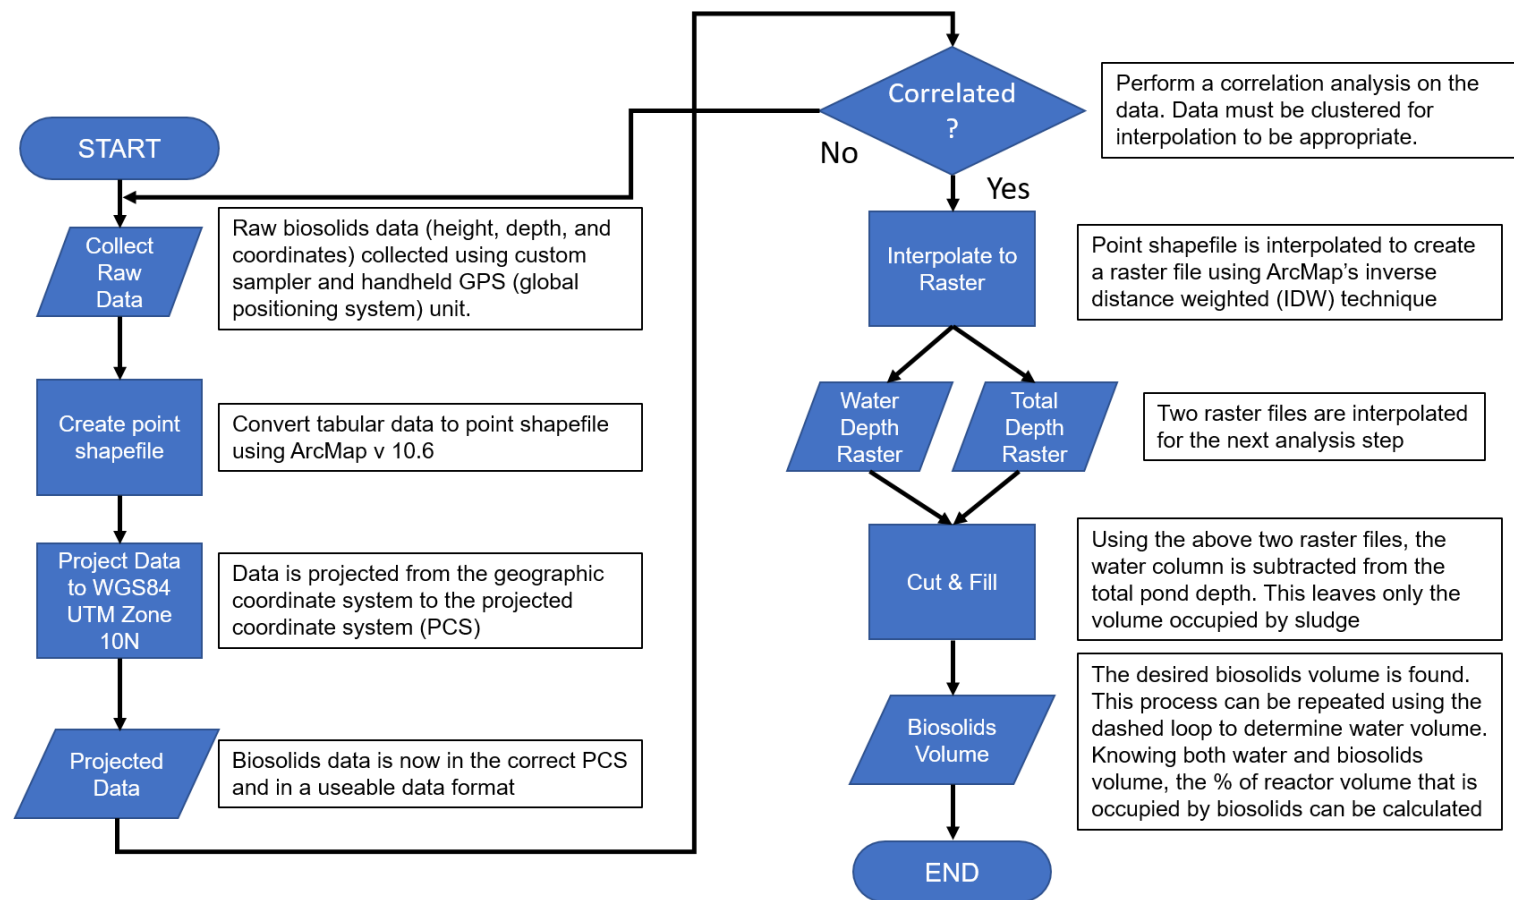 START
Collect
Raw
Data
Raw biosolids data (height, depth, and
coordinates) collected using custom
sampler and handheld GPS (global
positioning system) unit.
Create point
shapefile
Convert tabular data to point shapefile
using ArcMap v 10.6
Project Data
to WGS84
UTM Zone
10N
Data is projected from the geographic
coordinate system to the projected
coordinate system (PCS)
Projected
Data
Biosolids data is now in the correct PCS
and in a useable data format
Correlated
?
No
Yes
Perform a correlation analysis on the
data. Data must be clustered for
interpolation to be appropriate.
Interpolate to
Raster
Point shapefile is interpolated to create
a raster file using ArcMap’s inverse
distance weighted (IDW) technique
Water
Depth
Raster
Total
Depth
Raster
Two raster files are interpolated
for the next analysis step
Cut & Fill
Using the above two raster files, the
water column is subtracted from the
total pond depth. This leaves only the
volume occupied by sludge
Biosolids
Volume
The desired biosolids volume is found.
This process can be repeated using the
dashed loop to determine water volume.
Knowing both water and biosolids
volume, the % of reactor volume that is
occupied by biosolids can be calculated
END